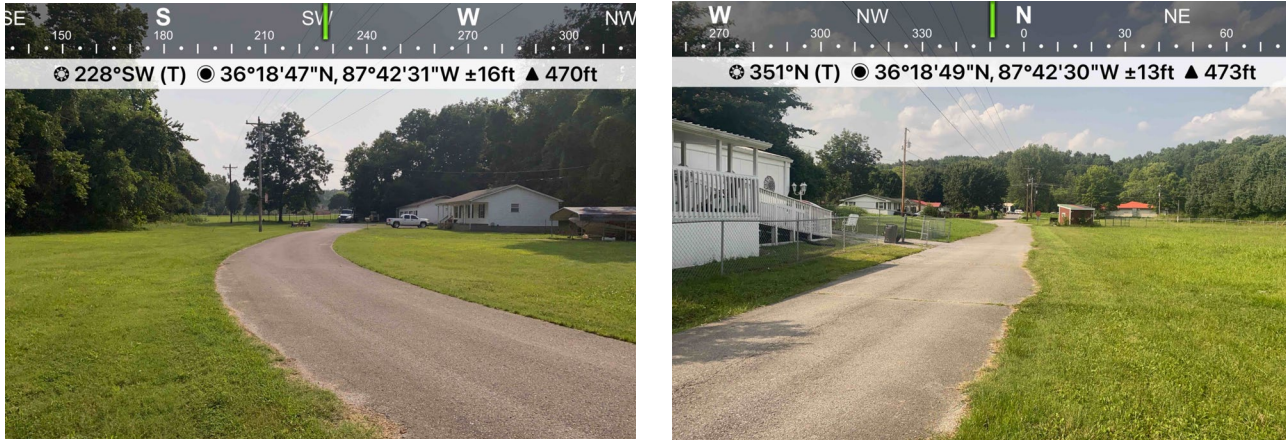 SE S SW W NW
150 180 210 240 270 300
228°SW (T) 36°18'47"N, 87°42'31"W ±16ft ▲ 470ft
W NW N NE
270 300 330 0 30 60
351°N (T) 36°18'49"N, 87°42'30"W ±13ft ▲ 473ft